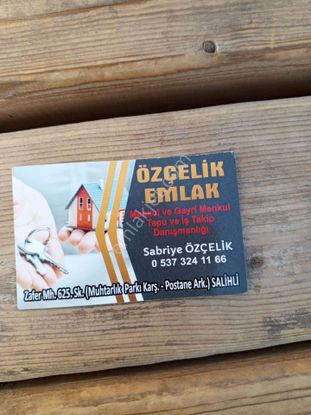 ÖZÇELİK
EMLAK
Menkul ve Gayri Menkul
Tapu ve İş Takip
Danışmanlığı
Sabriye ÖZÇELİK
0 537 324 11 66
Zafer Mh. 625. Sk. (Muhtarlık Parkı Karş. - Postane Ark.) SALİHLİ